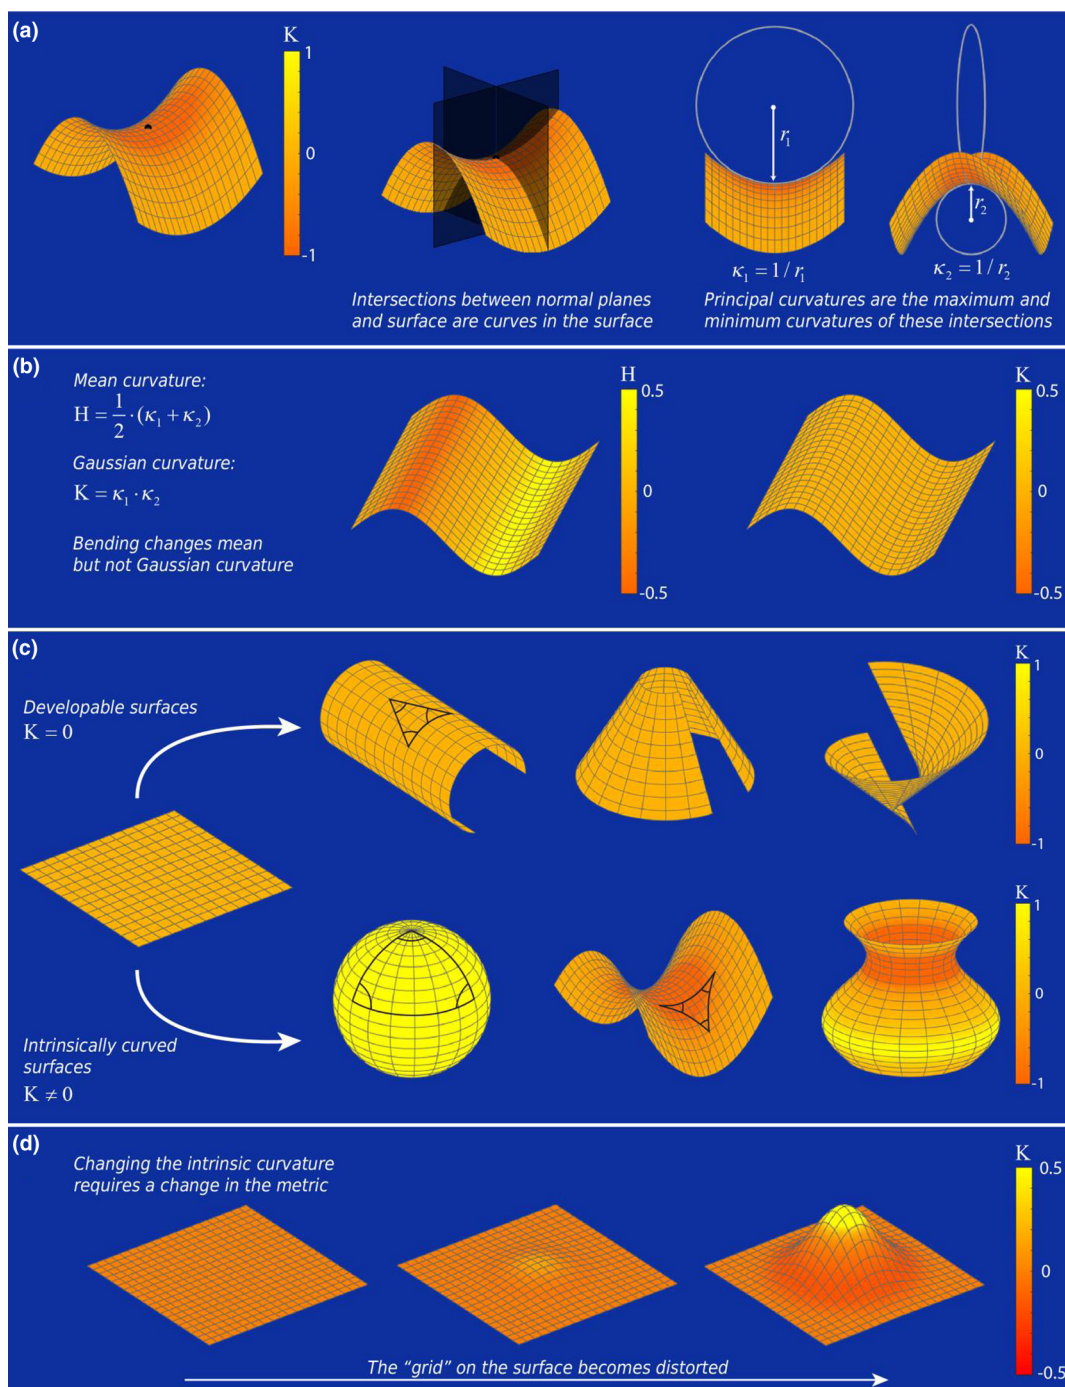 (a)
K
1
0
-1
r₁
r₂
κ₁ = 1/r₁
κ₂ = 1/r₂
Intersections between normal planes
and surface are curves in the surface
Principal curvatures are the maximum and
minimum curvatures of these intersections
(b)
Mean curvature:
H = 1/2 · (κ₁ + κ₂)
Gaussian curvature:
K = κ₁ · κ₂
Bending changes mean
but not Gaussian curvature
H
0.5
0
-0.5
K
0.5
0
-0.5
(c)
Developable surfaces
K = 0
K
1
0
-1
Intrinsically curved
surfaces
K ≠ 0
K
1
0
-1
(d)
Changing the intrinsic curvature
requires a change in the metric
K
0.5
0
-0.5
The “grid” on the surface becomes distorted